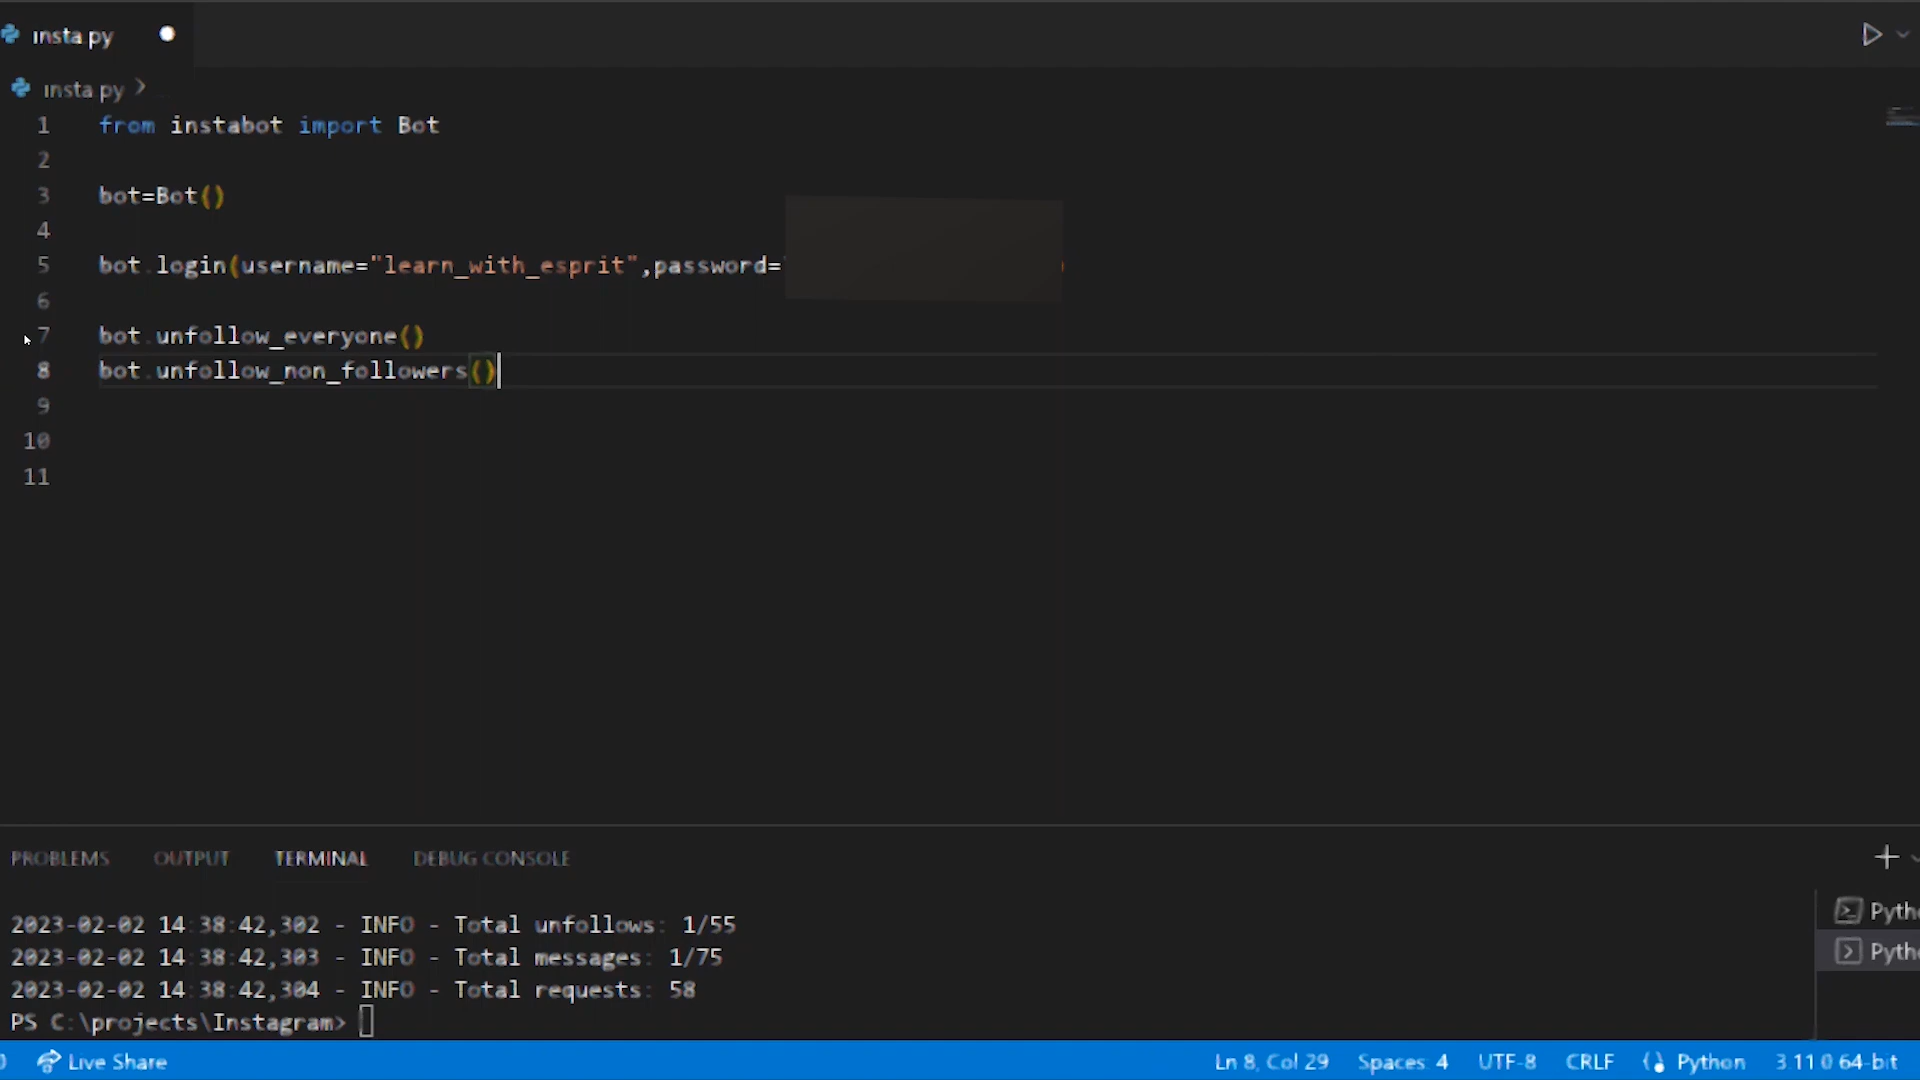 insta.py
insta.py >
1 from instabot import Bot
2
3 bot=Bot()
4
5 bot.login(username="learn_with_esprit",password=
6
7 bot.unfollow_everyone()
8 bot.unfollow_non_followers()
9
10
11
PROBLEMS OUTPUT TERMINAL DEBUG CONSOLE
2023-02-02 14:38:42,302 - INFO - Total unfollows: 1/55
2023-02-02 14:38:42,303 - INFO - Total messages: 1/75
2023-02-02 14:38:42,304 - INFO - Total requests: 58
PS C:\projects\Instagram>
Pytho
Pytho
Live Share Ln 8, Col 29 Spaces: 4 UTF-8 CRLF Python 3.11.0 64-bit